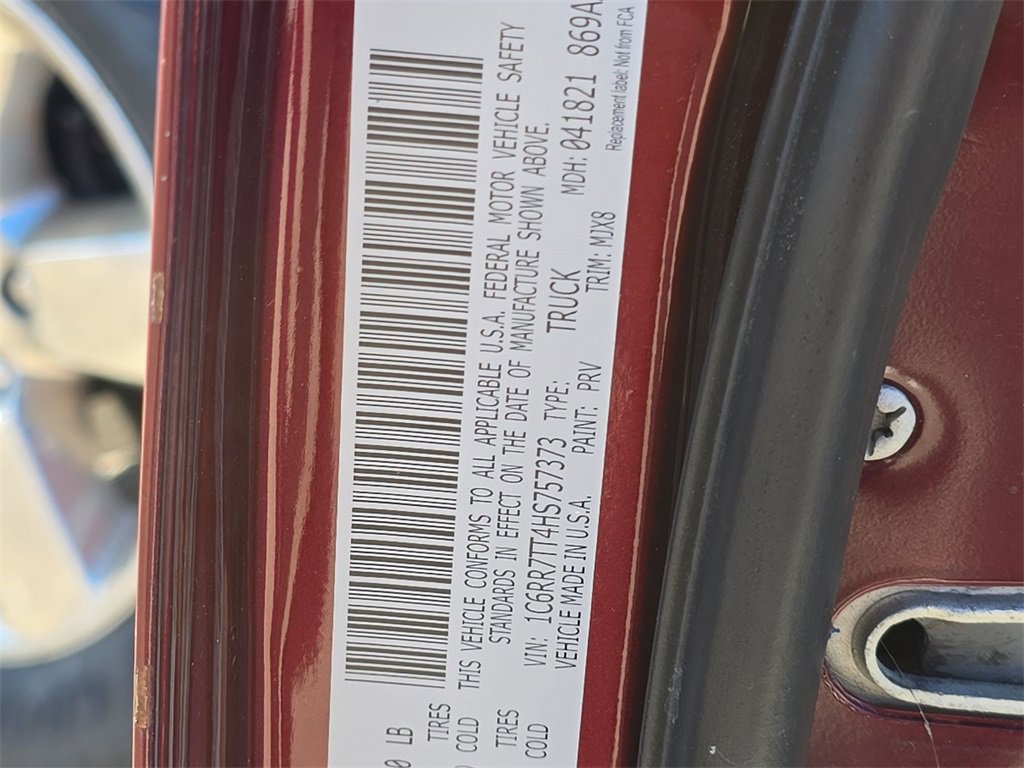 0 LB
TIRES
COLD
TIRES
COLD
THIS VEHICLE CONFORMS TO ALL APPLICABLE U.S.A. FEDERAL MOTOR VEHICLE SAFETY
STANDARDS IN EFFECT ON THE DATE OF MANUFACTURE SHOWN ABOVE.
VIN: 1C6RR7TT4HS757373 TYPE: TRUCK MDH: 041821 869A
VEHICLE MADE IN U.S.A. PAINT: PRV TRIM: MJX8
Replacement label: Not from FCA